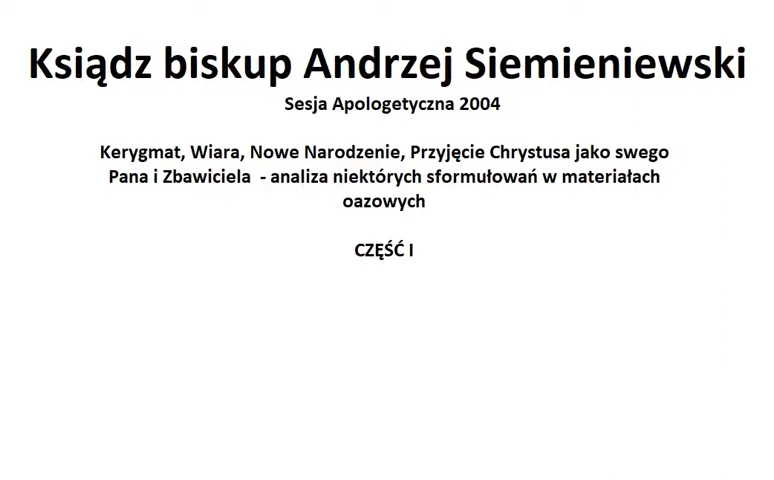 Ksiądz biskup Andrzej Siemieniewski
Sesja Apologetyczna 2004
Kerygmat, Wiara, Nowe Narodzenie, Przyjęcie Chrystusa jako swego
Pana i Zbawiciela - analiza niektórych sformułowań w materiałach
oazowych
CZĘŚĆ I